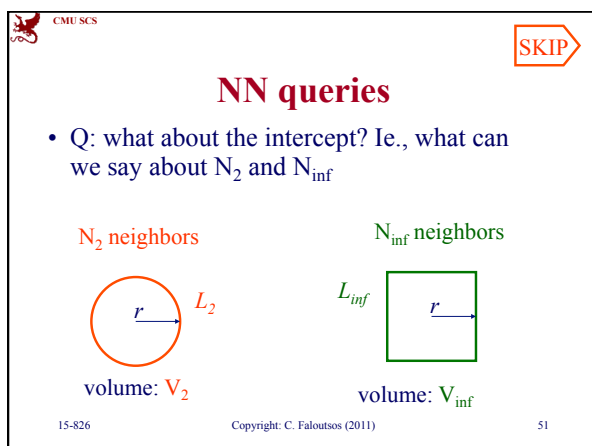 CMU SCS
SKIP
NN queries
• Q: what about the intercept? Ie., what can
we say about N2 and Ninf
N2 neighbors
Ninf neighbors
r
L2
Linf
r
volume: V2
volume: Vinf
15-826
Copyright: C. Faloutsos (2011)
51